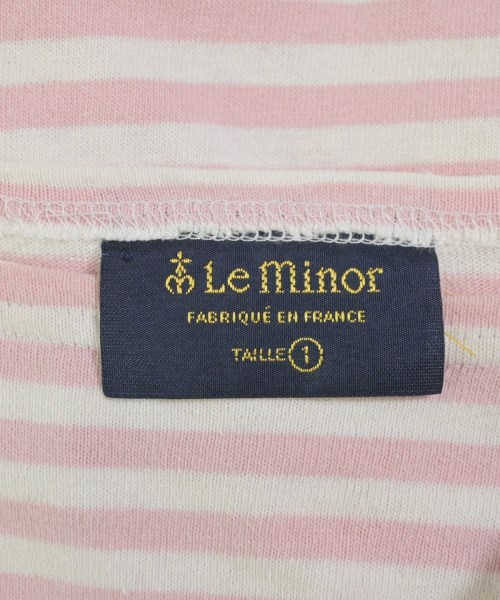 Le Minor
FABRIQUÉ EN FRANCE
TAILLE 1